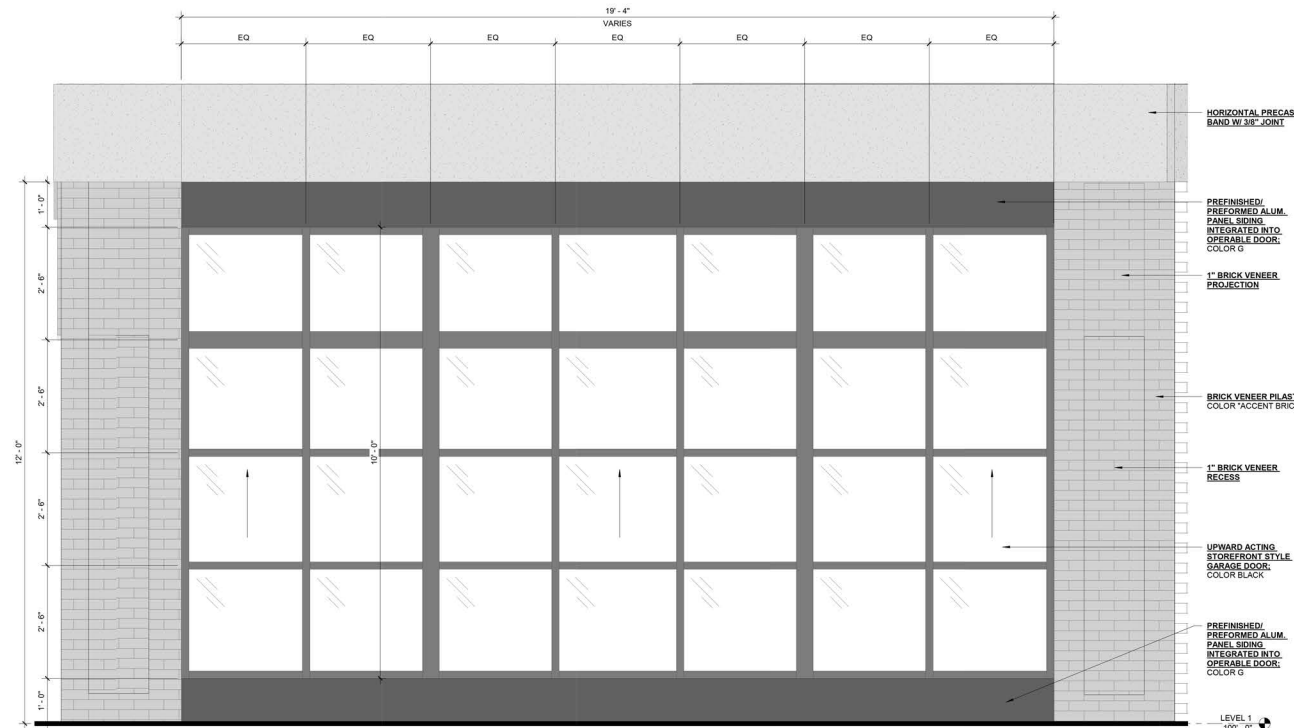 19' - 4"
VARIES
EQ EQ EQ EQ EQ EQ EQ
HORIZONTAL PRECAS
BAND W/ 3/8" JOINT
1' - 0"
PREFINISHED/
PREFORMED ALUM.
PANEL SIDING
INTEGRATED INTO
OPERABLE DOOR;
COLOR G
2' - 6"
1" BRICK VENEER
PROJECTION
2' - 6"
BRICK VENEER PILAST
COLOR "ACCENT BRIC
12' - 0"
10' - 0"
2' - 6"
1" BRICK VENEER
RECESS
UPWARD ACTING
STOREFRONT STYLE
GARAGE DOOR;
COLOR BLACK
2' - 6"
PREFINISHED/
PREFORMED ALUM.
PANEL SIDING
INTEGRATED INTO
OPERABLE DOOR;
COLOR G
1' - 0"
LEVEL 1
100' - 0"